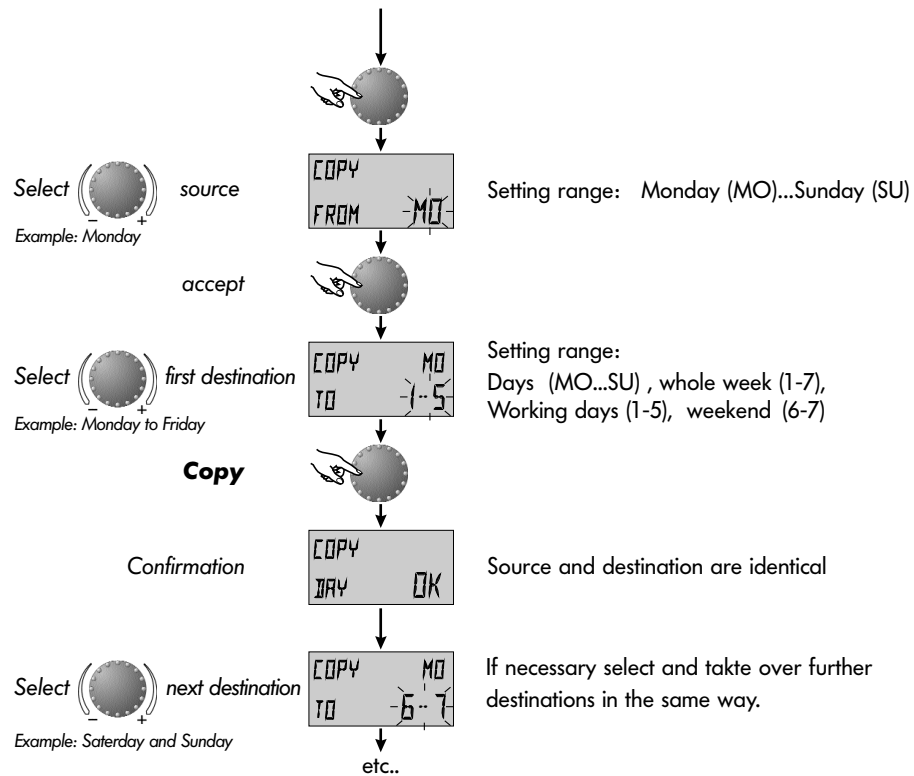 COPY
FROM MO
Select - + source
Example: Monday
Setting range: Monday (MO)...Sunday (SU)
accept
COPY MO
TO 1--5
Select - + first destination
Example: Monday to Friday
Setting range:
Days (MO...SU) , whole week (1-7),
Working days (1-5), weekend (6-7)
Copy
COPY
DAY OK
Confirmation
Source and destination are identical
COPY MO
TO 6--7
Select - + next destination
Example: Saterday and Sunday
If necessary select and takte over further
destinations in the same way.
etc..